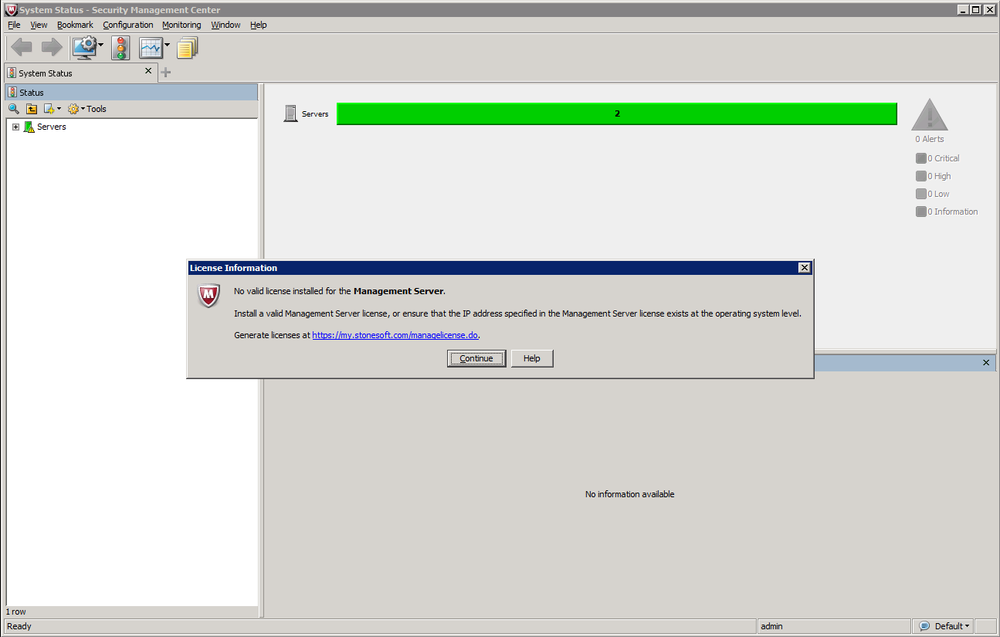 System Status - Security Management Center
File View Bookmark Configuration Monitoring Window Help
System Status
Status
Tools
Servers
1 row
Servers
2
0 Alerts
0 Critical
0 High
0 Low
0 Information
License Information
No valid license installed for the Management Server.
Install a valid Management Server license, or ensure that the IP address specified in the Management Server license exists at the operating system level.
Generate licenses at https://my.stonesoft.com/managelicense.do.
Continue Help
No information available
Ready admin Default